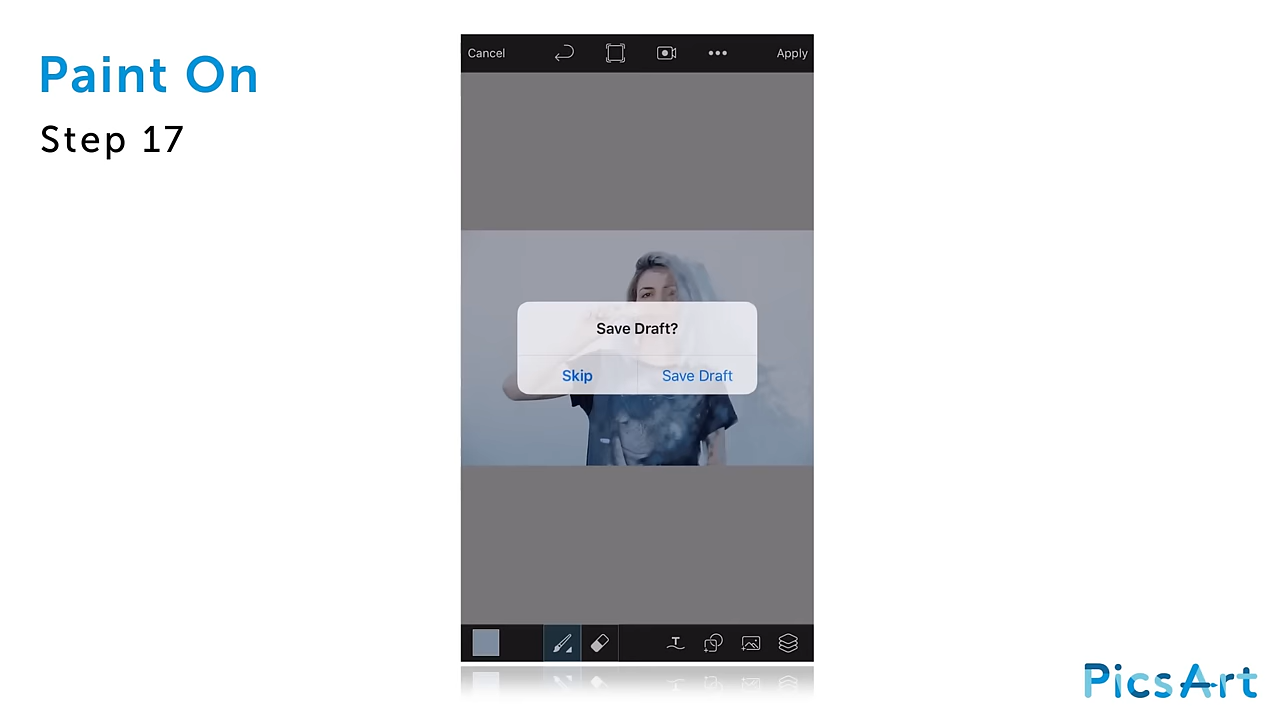 Paint On
Step 17
Cancel
Apply
Save Draft?
Skip
Save Draft
T
PicsArt